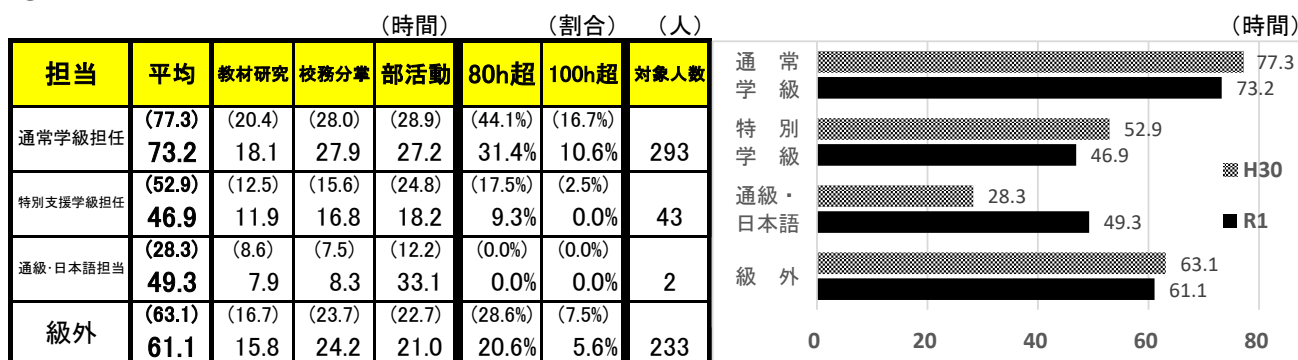 （時間）　（割合）　（人）
担当 平均 教材研究 校務分掌 部活動 80h超 100h超 対象人数
通常学級担任 (77.3) (20.4) (28.0) (28.9) (44.1%) (16.7%)
73.2 18.1 27.9 27.2 31.4% 10.6% 293
特別支援学級担任 (52.9) (12.5) (15.6) (24.8) (17.5%) (2.5%)
46.9 11.9 16.8 18.2 9.3% 0.0% 43
通級・日本語担当 (28.3) (8.6) (7.5) (12.2) (0.0%) (0.0%)
49.3 7.9 8.3 33.1 0.0% 0.0% 2
級外 (63.1) (16.7) (23.7) (22.7) (28.6%) (7.5%)
61.1 15.8 24.2 21.0 20.6% 5.6% 233
（時間）
通　常 77.3
学　級 73.2
特　別 52.9
学　級 46.9
通級・ 28.3
日本語 49.3
級　外 63.1
61.1
H30
R1
0 20 40 60 80